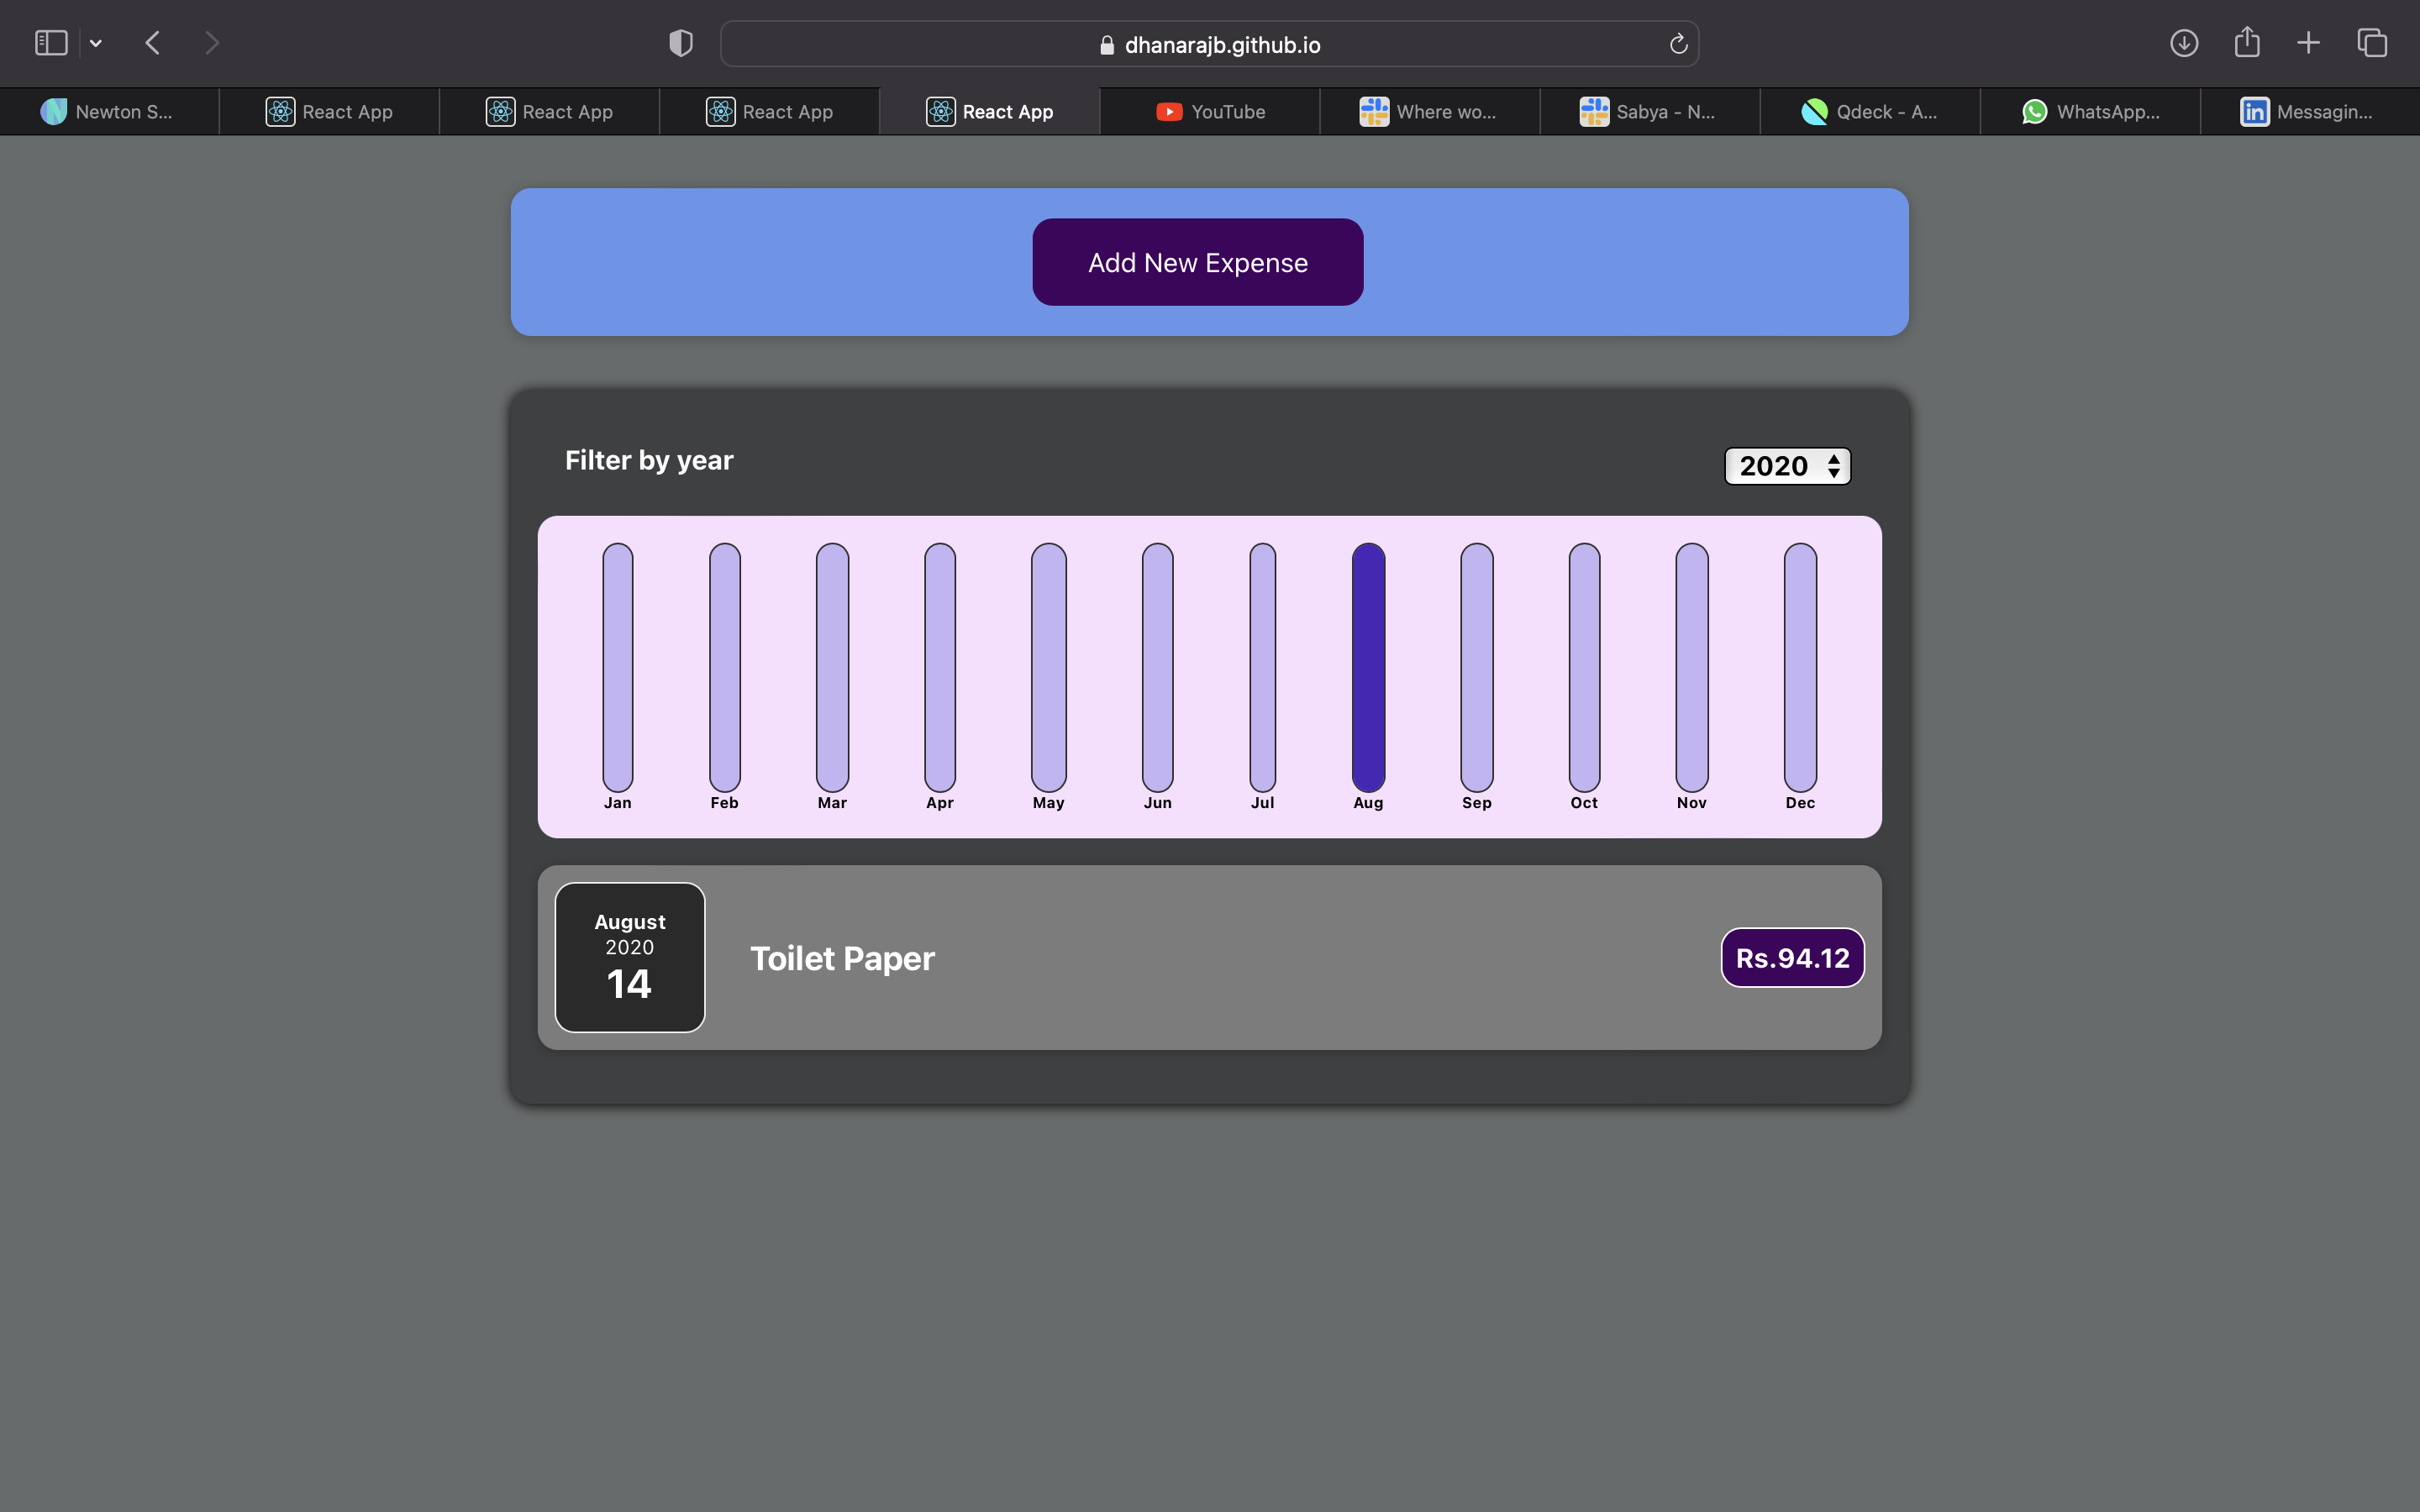 dhanarajb.github.io
Newton S...
React App
React App
React App
React App
YouTube
Where wo...
Sabya - N...
Qdeck - A...
WhatsApp...
in
Messagin...
Add New Expense
Filter by year
2020
Jan Feb Mar Apr May Jun Jul Aug Sep Oct Nov Dec
August
2020
14
Toilet Paper
Rs.94.12